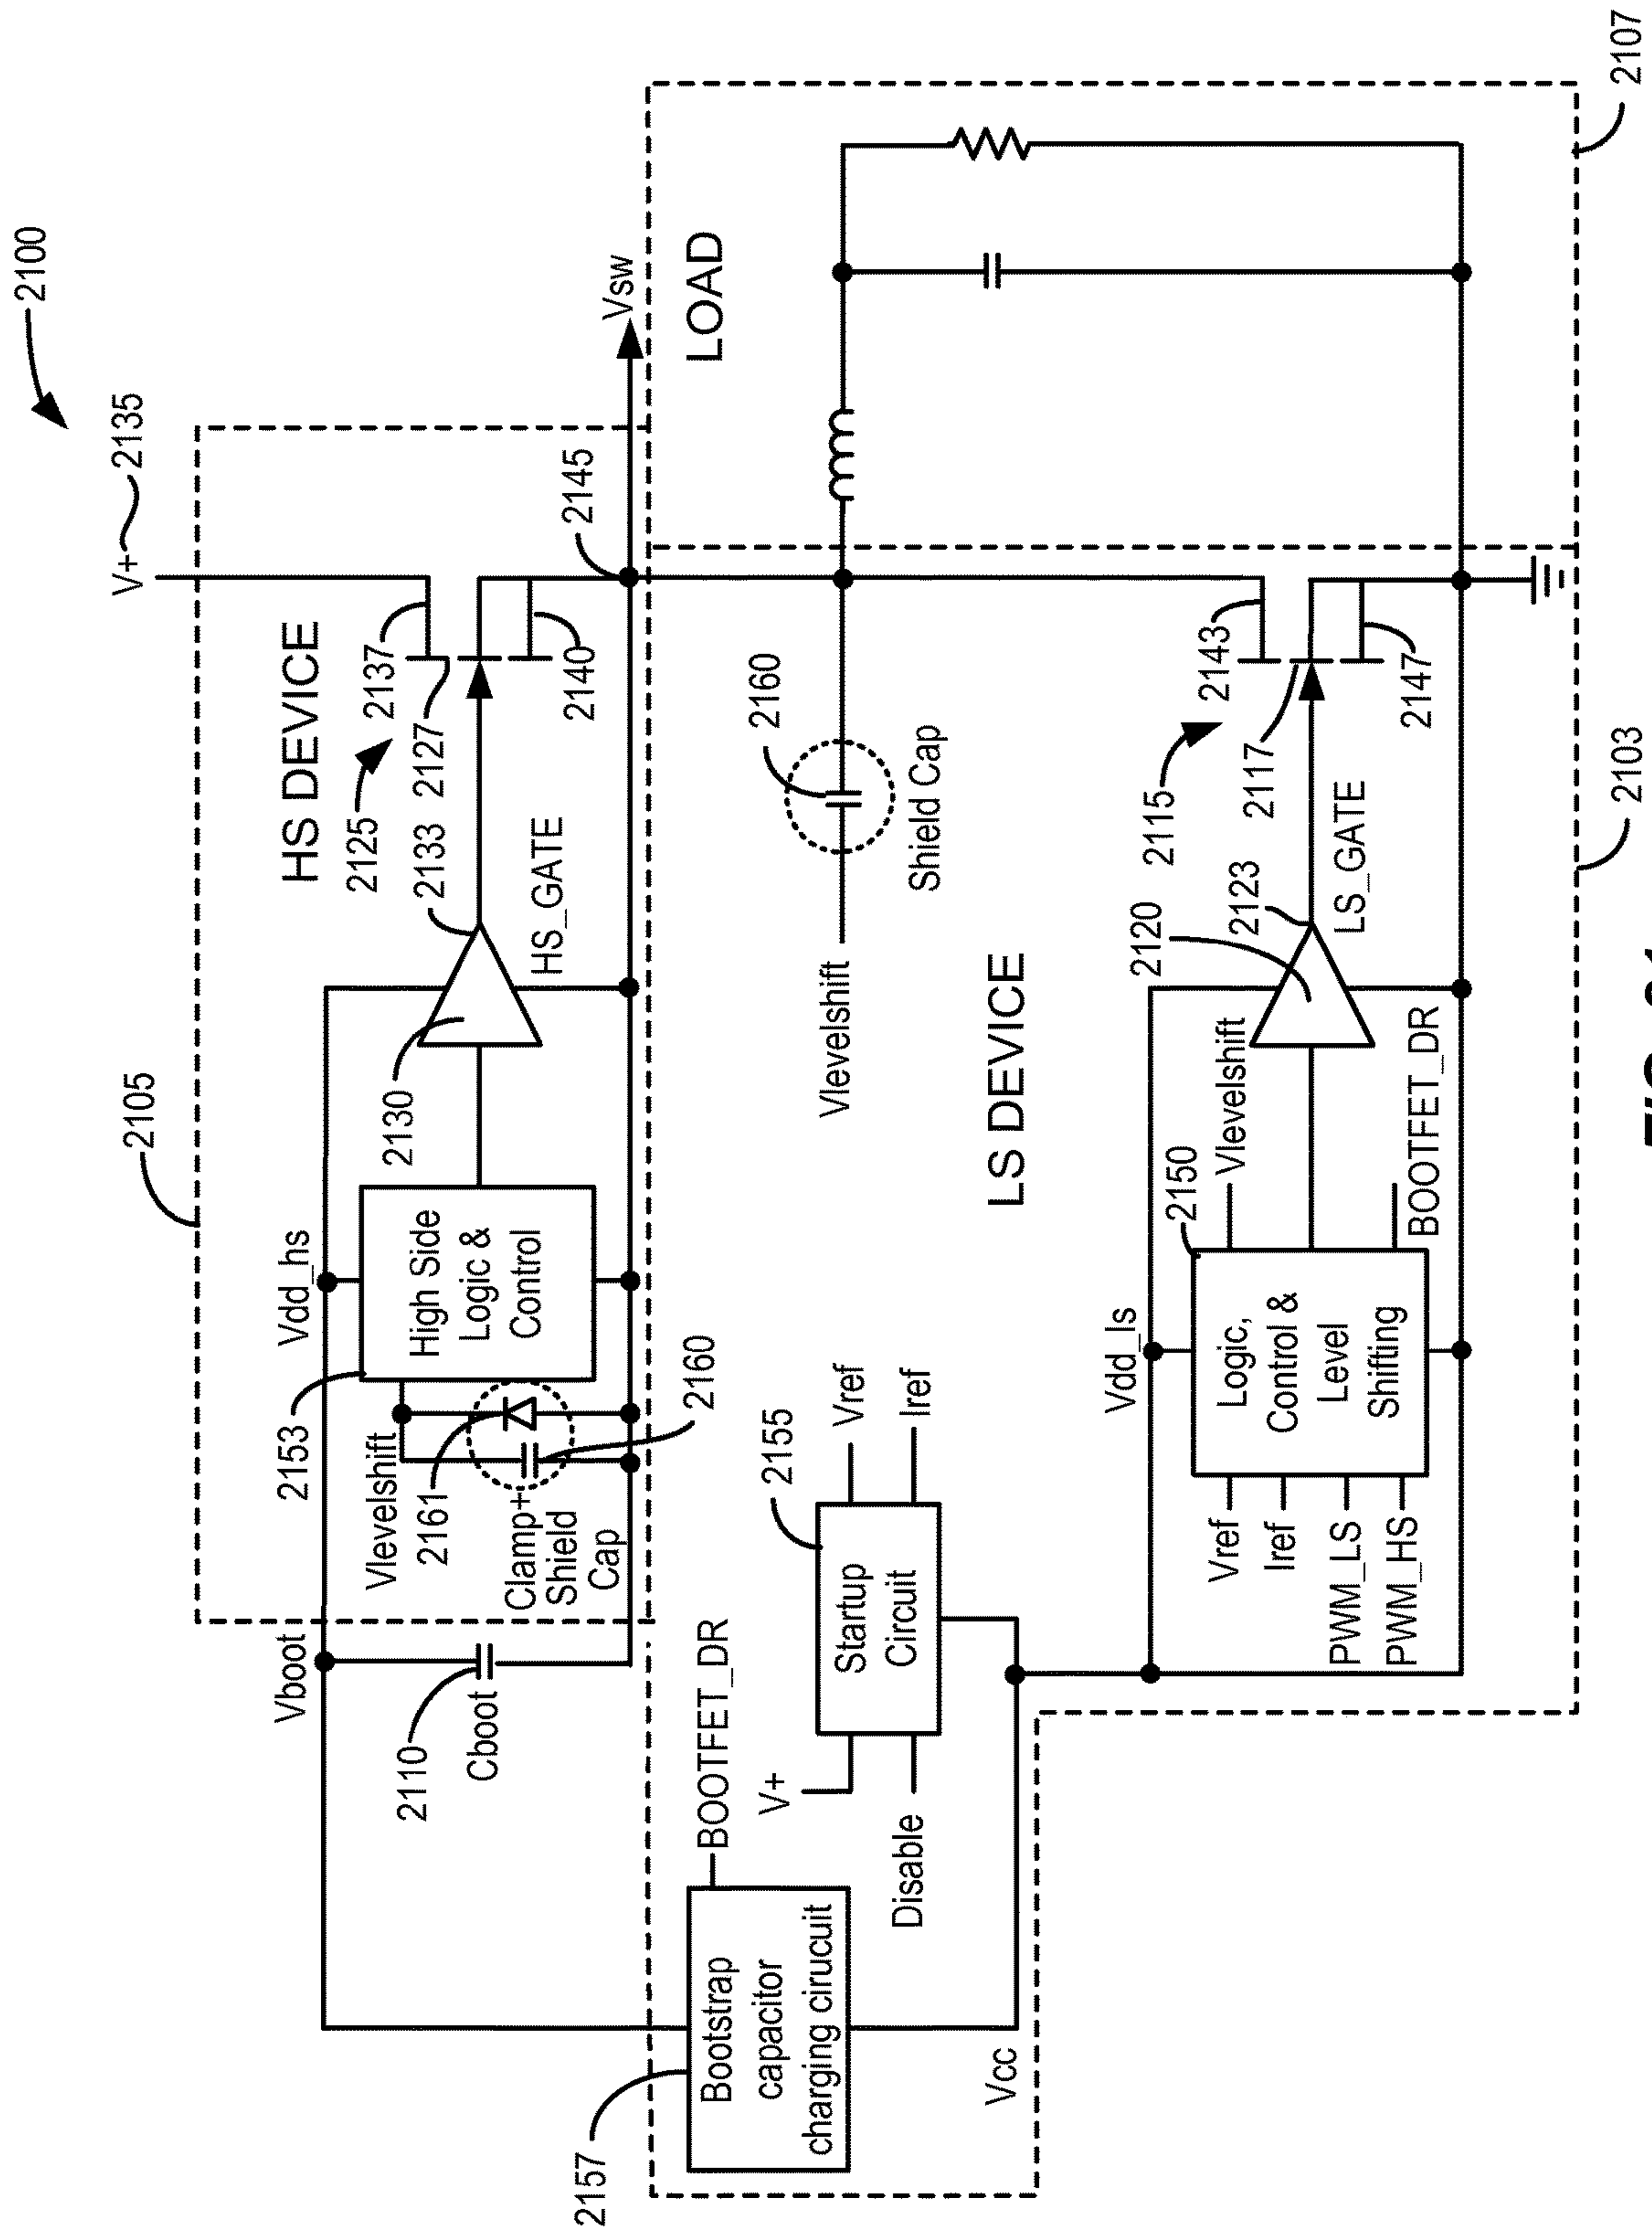 2100
V+
2135
2105
HS DEVICE
2137
2125
2127
2133
2130
HS_GATE
2140
2145
Vsw
Vdd_hs
High Side
Logic &
Control
2153
Vlevelshift
2161
Clamp+
Shield
Cap
2160
Vboot
2110
Cboot
LOAD
2107
2160
Shield Cap
Vlevelshift
LS DEVICE
2143
2115
2117
2147
2123
2120
LS_GATE
2103
Vlevelshift
BOOTFET_DR
2150
Vdd_ls
Logic,
Control &
Level
Shifting
Vref
Iref
PWM_LS
PWM_HS
2155
Vref
Iref
Startup
Circuit
V+
Disable
BOOTFET_DR
Bootstrap
capacitor
charging cirucuit
2157
Vcc